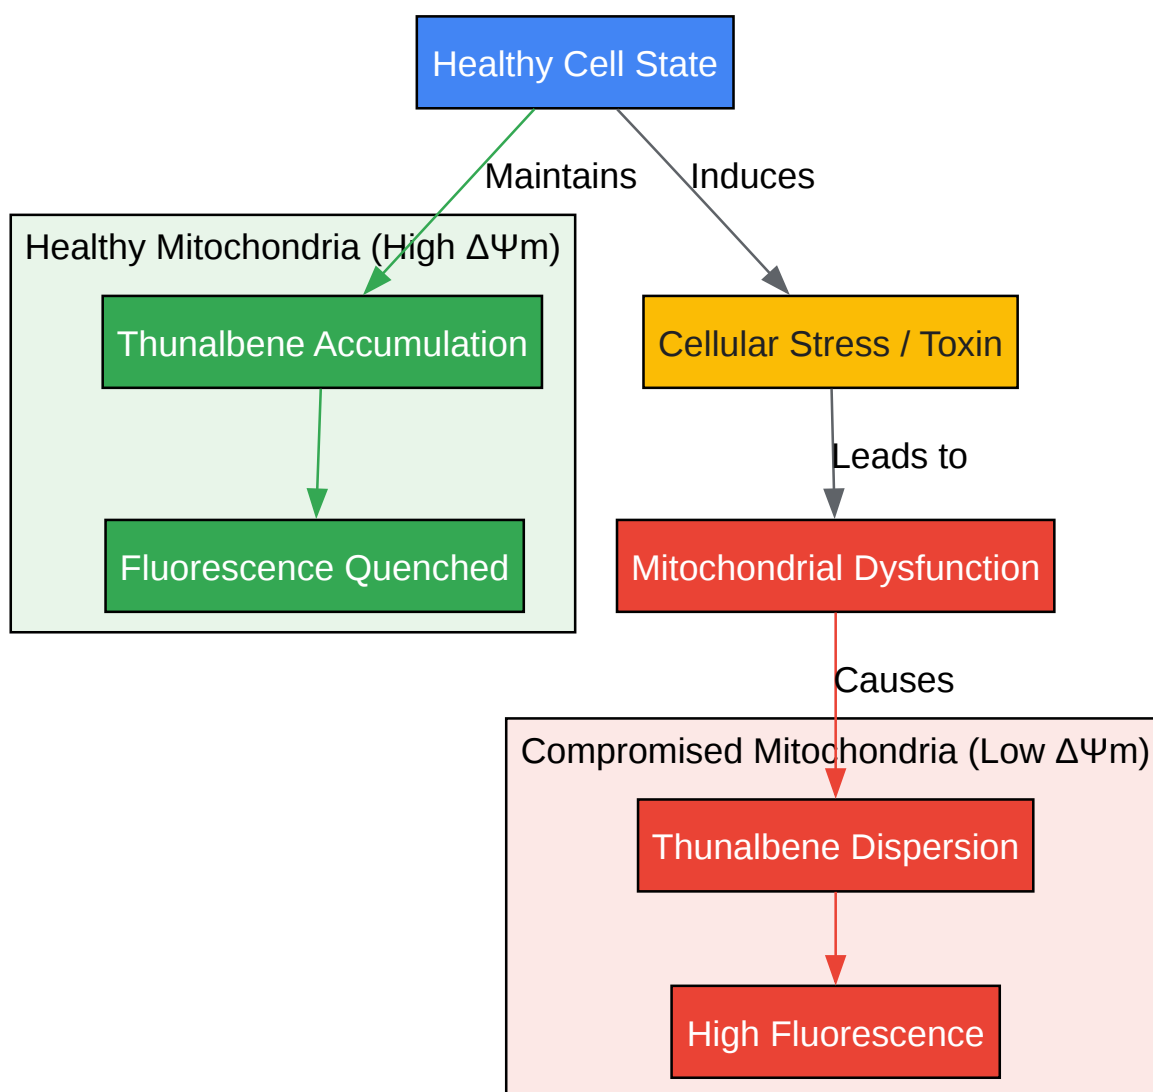 Healthy Cell State
Maintains
Induces
Healthy Mitochondria (High ΔΨm)
Thunalbene Accumulation
Cellular Stress / Toxin
Leads to
Fluorescence Quenched
Mitochondrial Dysfunction
Causes
Compromised Mitochondria (Low ΔΨm)
Thunalbene Dispersion
High Fluorescence